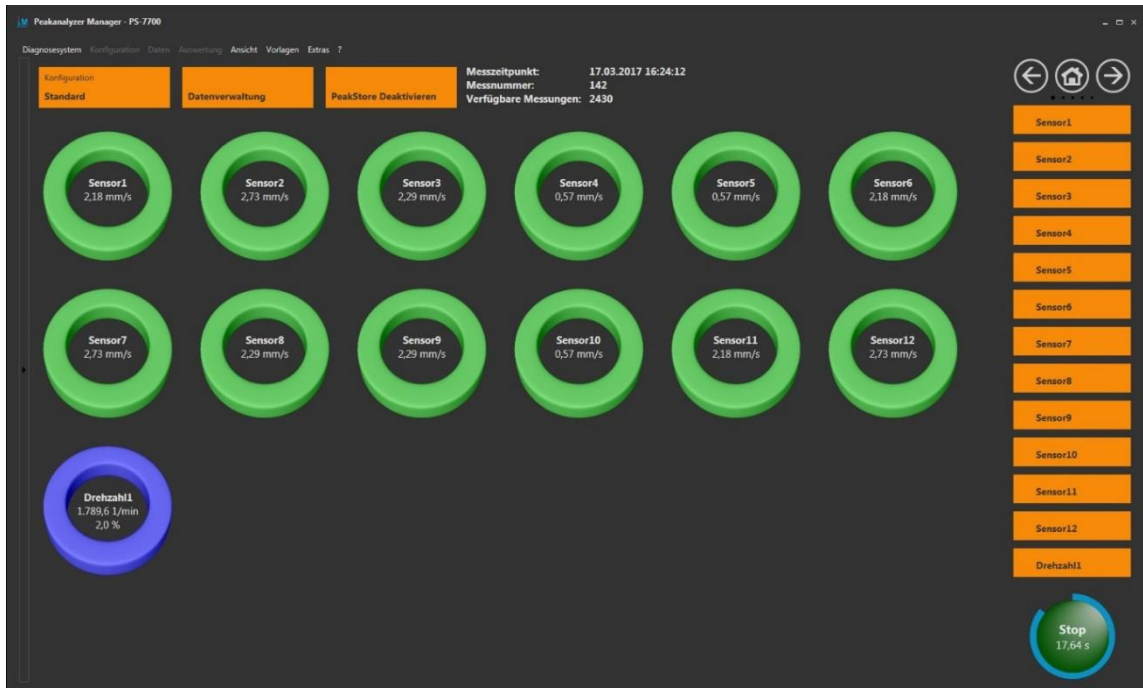 Peakanalyzer Manager - PS-7700
Diagnosesystem Konfiguration Daten Auswertung Ansicht Vorlagen Extras ?
Konfiguration
Standard
Datenverwaltung
PeakStore Deaktivieren
Messzeitpunkt: 17.03.2017 16:24:12
Messnummer: 142
Verfügbare Messungen: 2430
Sensor1
2,18 mm/s
Sensor2
2,73 mm/s
Sensor3
2,29 mm/s
Sensor4
0,57 mm/s
Sensor5
0,57 mm/s
Sensor6
2,18 mm/s
Sensor7
2,73 mm/s
Sensor8
2,29 mm/s
Sensor9
2,29 mm/s
Sensor10
0,57 mm/s
Sensor11
2,18 mm/s
Sensor12
2,73 mm/s
Drehzahl1
1.789,6 1/min
2,0 %
Sensor1
Sensor2
Sensor3
Sensor4
Sensor5
Sensor6
Sensor7
Sensor8
Sensor9
Sensor10
Sensor11
Sensor12
Drehzahl1
Stop
17,64 s